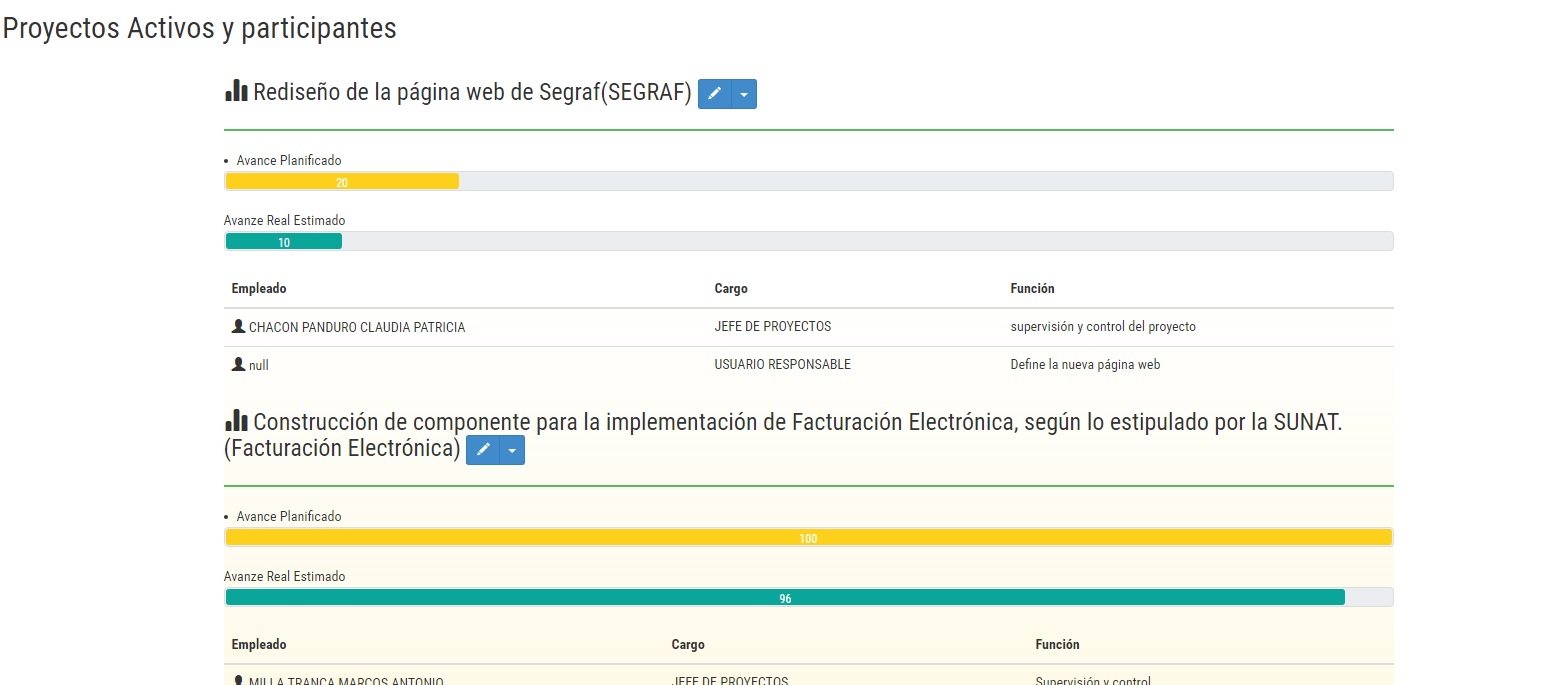 Proyectos Activos y participantes
Rediseño de la página web de Segraf(SEGRAF)
• Avance Planificado
20
Avanze Real Estimado
10
Empleado Cargo Función
CHACON PANDURO CLAUDIA PATRICIA JEFE DE PROYECTOS supervisión y control del proyecto
null USUARIO RESPONSABLE Define la nueva página web
Construcción de componente para la implementación de Facturación Electrónica, según lo estipulado por la SUNAT.
(Facturación Electrónica)
• Avance Planificado
100
Avanze Real Estimado
96
Empleado Cargo Función
MILLA TRANCA MARCOS ANTONIO JEFE DE PROYECTOS Supervisión y control